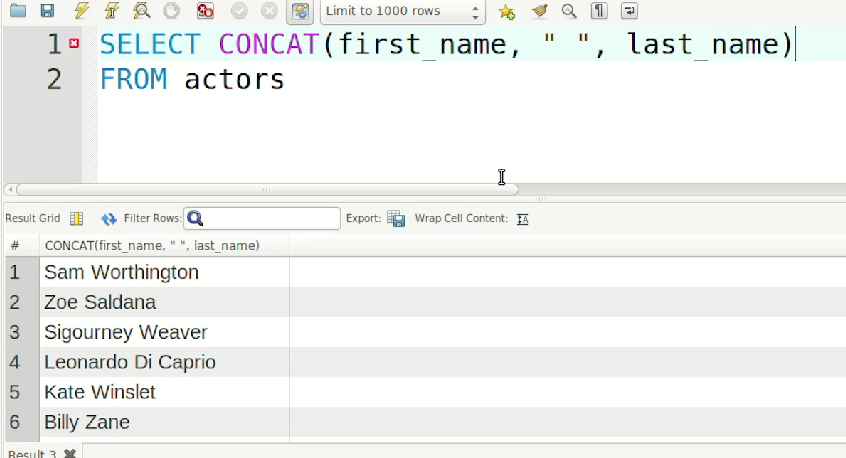 Limit to 1000 rows
1 SELECT CONCAT(first_name, " ", last_name)
2 FROM actors
Result Grid Filter Rows: Export: Wrap Cell Content:
# CONCAT(first_name, " ", last_name)
1 Sam Worthington
2 Zoe Saldana
3 Sigourney Weaver
4 Leonardo Di Caprio
5 Kate Winslet
6 Billy Zane
Result 3